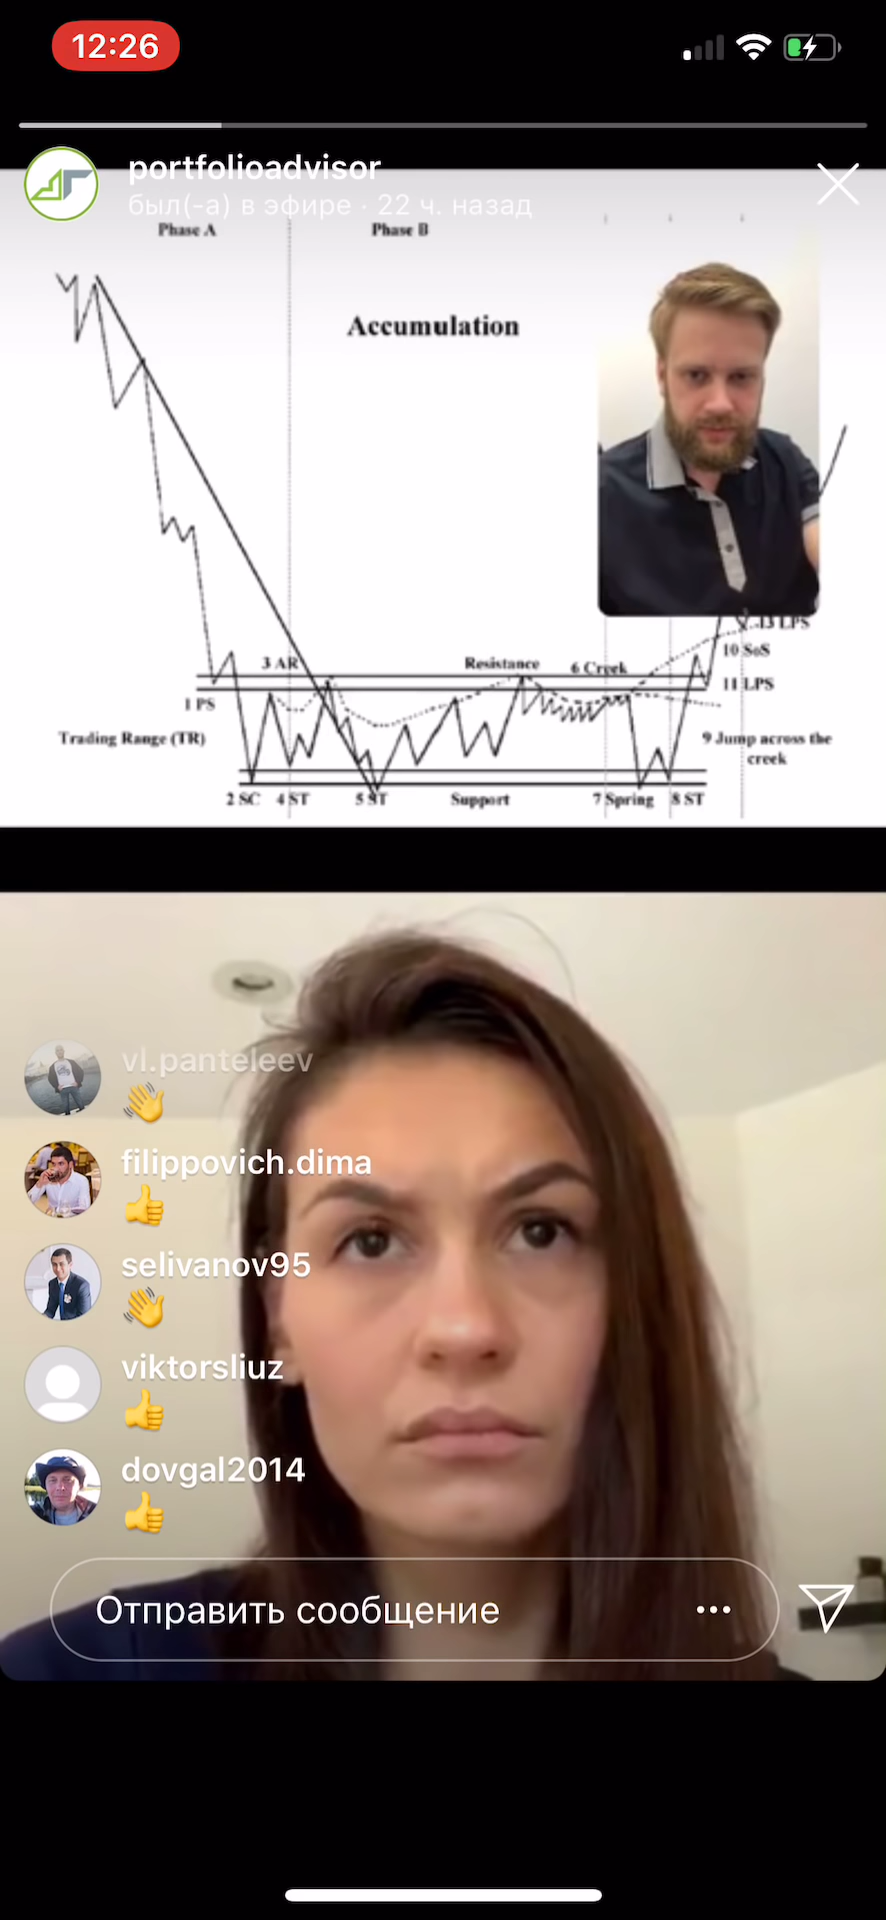 12:26
portfolioadvisor
был(-а) в эфире · 22 ч. назад
Phase A
Phase B
Accumulation
13 LPS
10 SoS
3 AR
Resistance
6 Creek
11 LPS
1 PS
Trading Range (TR)
9 Jump across the
creek
2 SC
4 ST
5 ST
Support
7 Spring
8 ST
vl.panteleev
filippovich.dima
selivanov95
viktorsliuz
dovgal2014
Отправить сообщение